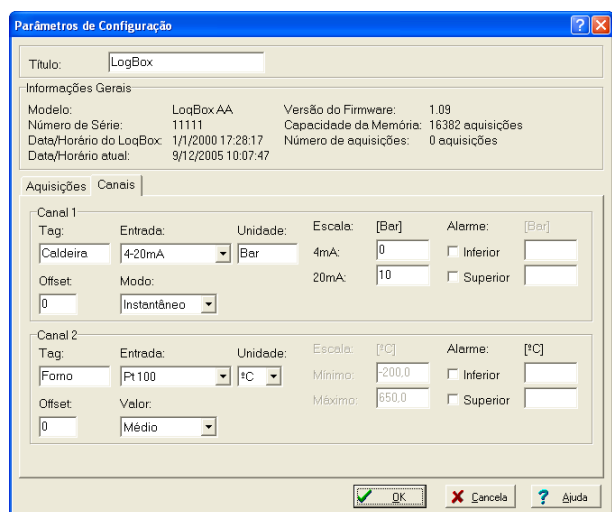 Parâmetros de Configuração
Título: LogBox
Informações Gerais
Modelo: LogBox AA Versão do Firmware: 1.09
Número de Série: 11111 Capacidade da Memória: 16382 aquisições
Data/Horário do LogBox: 1/1/2000 17:28:17 Número de aquisições: 0 aquisições
Data/Horário atual: 9/12/2005 10:07:47
Aquisições Canais
Canal 1
Tag: Entrada: Unidade: Escala: [Bar] Alarme: [Bar]
Caldeira 4-20mA Bar 4mA: 0 Inferior
Offset: Modo: 20mA: 10 Superior
0 Instantâneo
Canal 2
Tag: Entrada: Unidade: Escala: [ºC] Alarme: [ºC]
Forno Pt100 ºC Mínimo: -200,0 Inferior
Offset: Valor: Máximo: 650,0 Superior
0 Médio
OK Cancela ? Ajuda